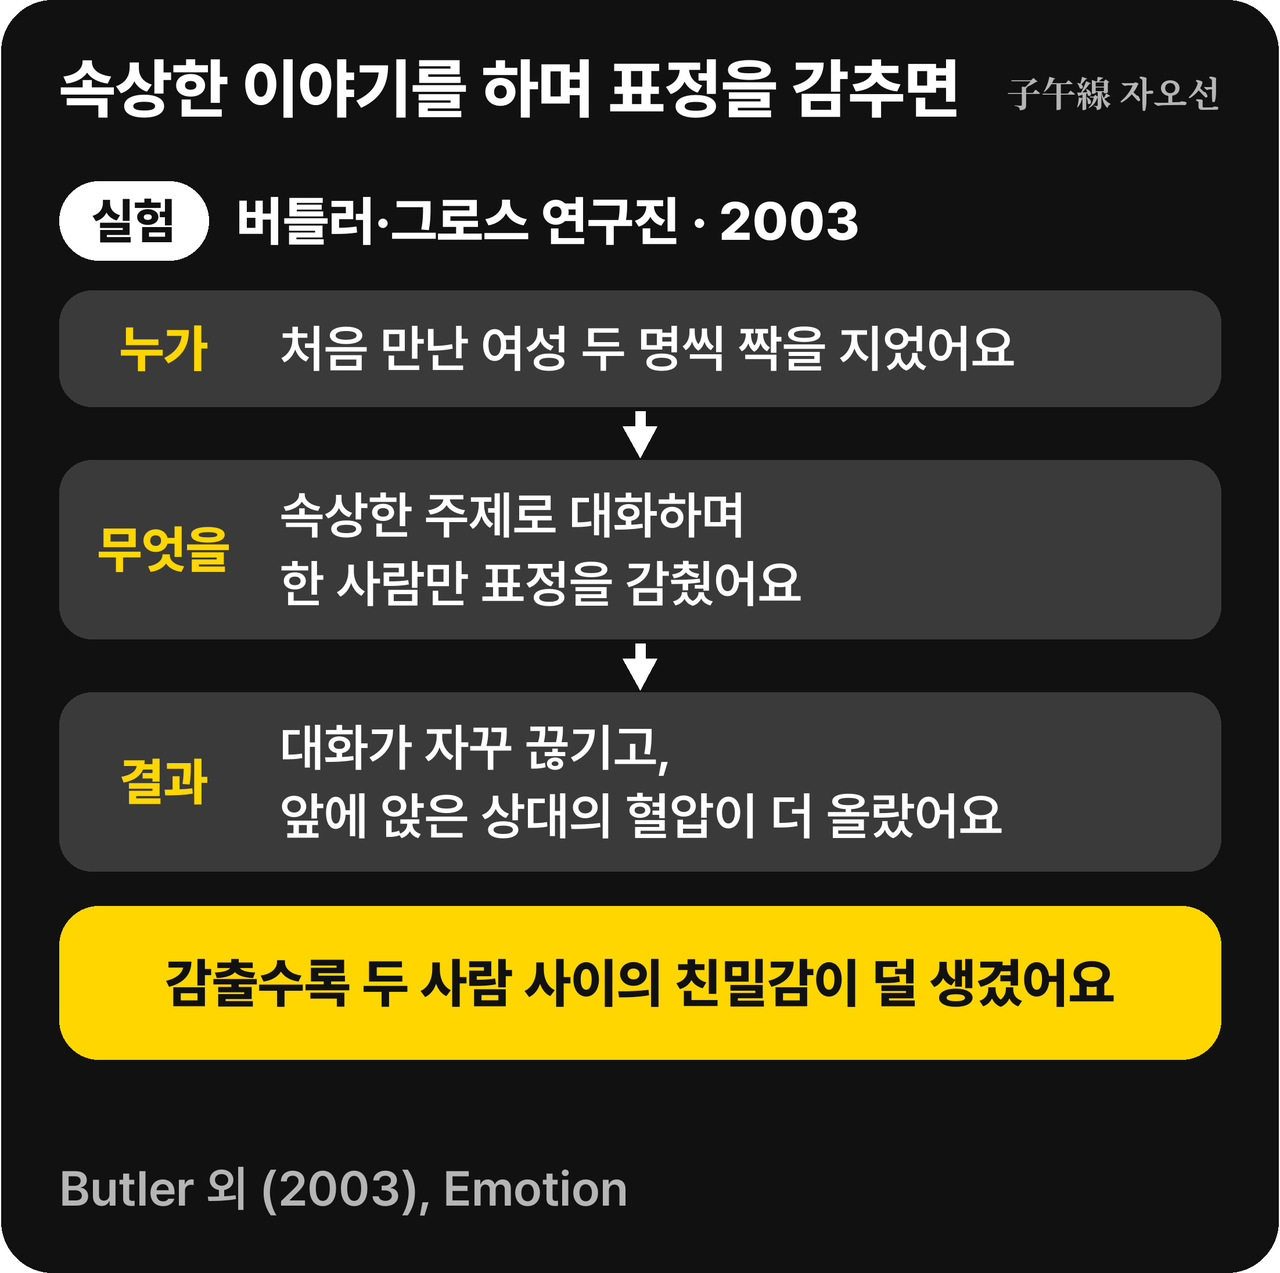 속상한 이야기를 하며 표정을 감추면
子午線 자오선
실험 버틀러·그로스 연구진 · 2003
누가 처음 만난 여성 두 명씩 짝을 지었어요
무엇을 속상한 주제로 대화하며
한 사람만 표정을 감췄어요
결과 대화가 자꾸 끊기고,
앞에 앉은 상대의 혈압이 더 올랐어요
감출수록 두 사람 사이의 친밀감이 덜 생겼어요
Butler 외 (2003), Emotion